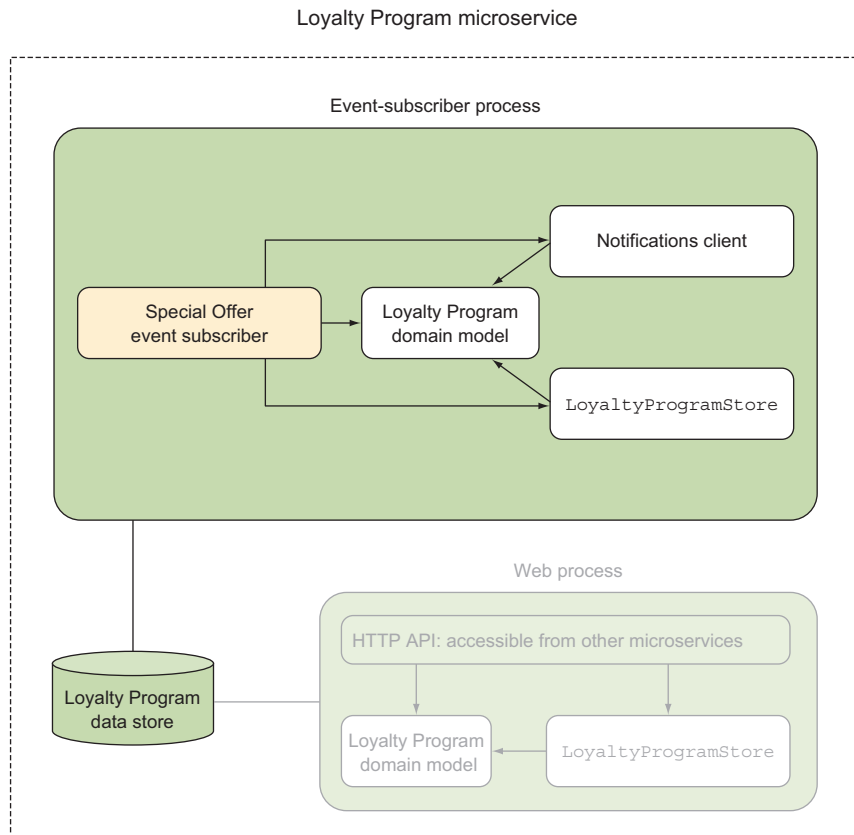 Loyalty Program microservice
Event-subscriber process
Notifications client
Special Offer
event subscriber
Loyalty Program
domain model
LoyaltyProgramStore
Web process
HTTP API: accessible from other microservices
Loyalty Program
data store
Loyalty Program
domain model
LoyaltyProgramStore